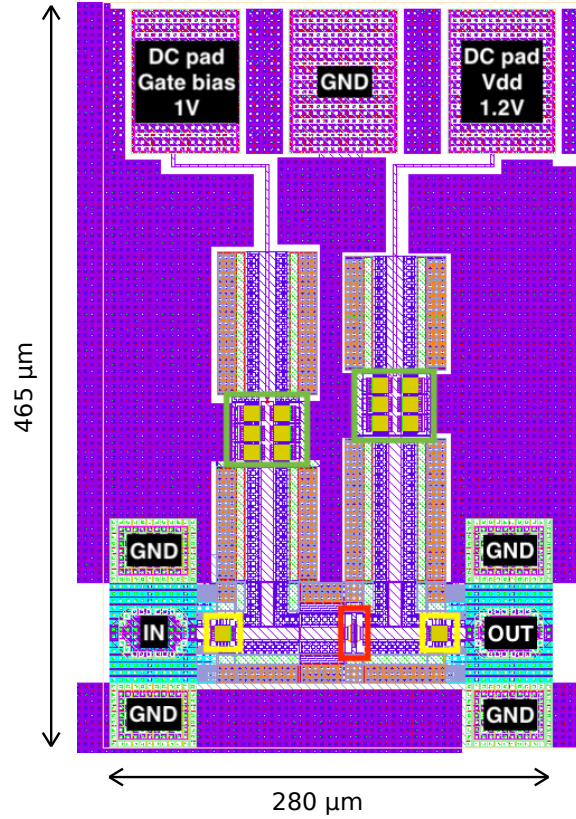 DC pad
Gate bias
1V
GND
DC pad
Vdd
1.2V
465 μm
GND
GND
IN
OUT
GND
GND
280 μm